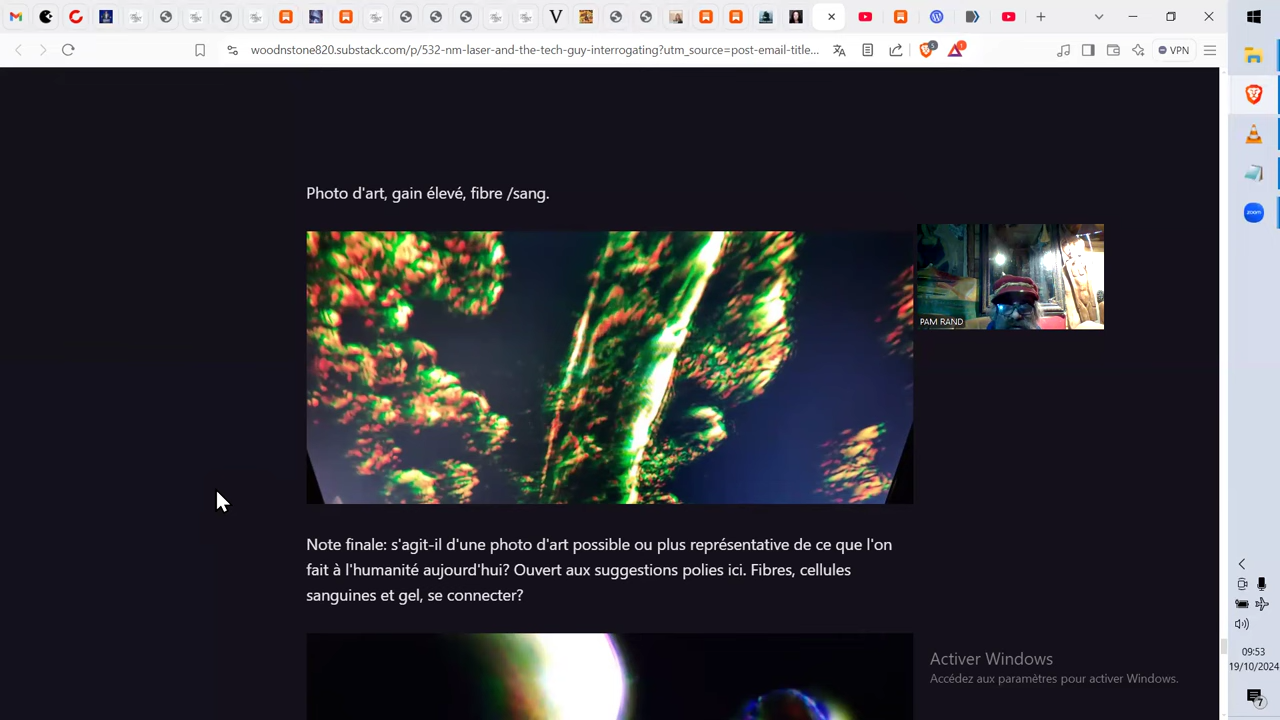 woodnstone820.substack.com/p/532-nm-laser-and-the-tech-guy-interrogating?utm_source=post-email-title...
VPN
Photo d'art, gain élevé, fibre /sang.
PAM RAND
Note finale: s'agit-il d'une photo d'art possible ou plus représentative de ce que l'on
fait à l'humanité aujourd'hui? Ouvert aux suggestions polies ici. Fibres, cellules
sanguines et gel, se connecter?
Activer Windows
Accédez aux paramètres pour activer Windows.
zoom
09:53
19/10/2024
7